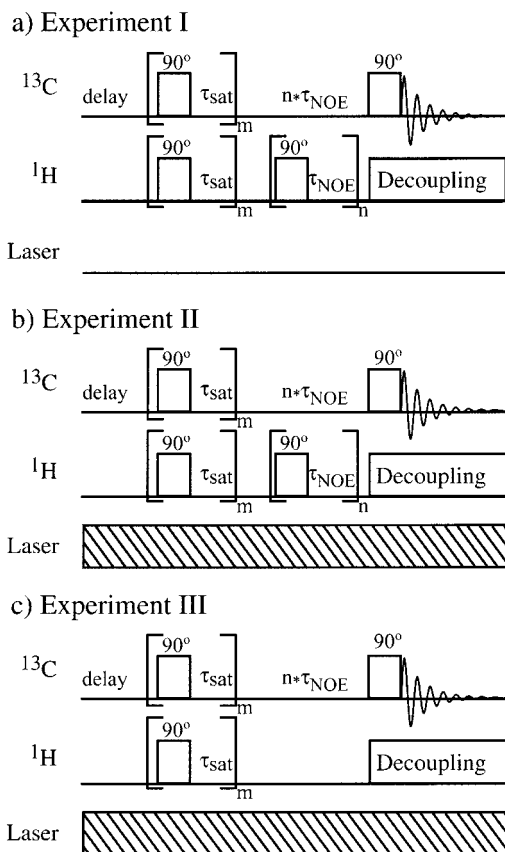 a) Experiment I
90° 90°
¹³C delay τsat m n*τNOE
90° 90°
¹H τsat m τNOE n Decoupling
Laser
b) Experiment II
90° 90°
¹³C delay τsat m n*τNOE
90° 90°
¹H τsat m τNOE n Decoupling
Laser
c) Experiment III
90° 90°
¹³C delay τsat m n*τNOE
90°
¹H τsat m Decoupling
Laser